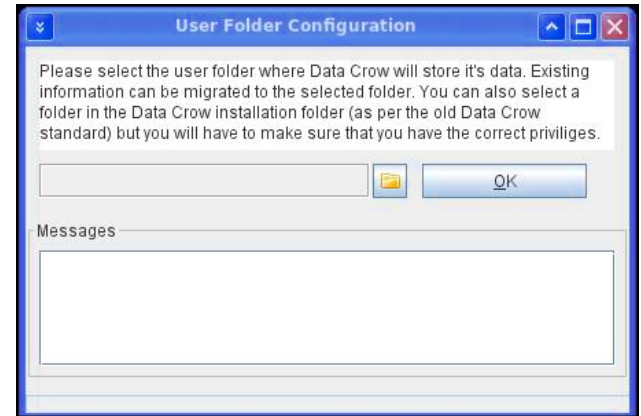 User Folder Configuration
Please select the user folder where Data Crow will store it's data. Existing
information can be migrated to the selected folder. You can also select a
folder in the Data Crow installation folder (as per the old Data Crow
standard) but you will have to make sure that you have the correct priviliges.
OK
Messages